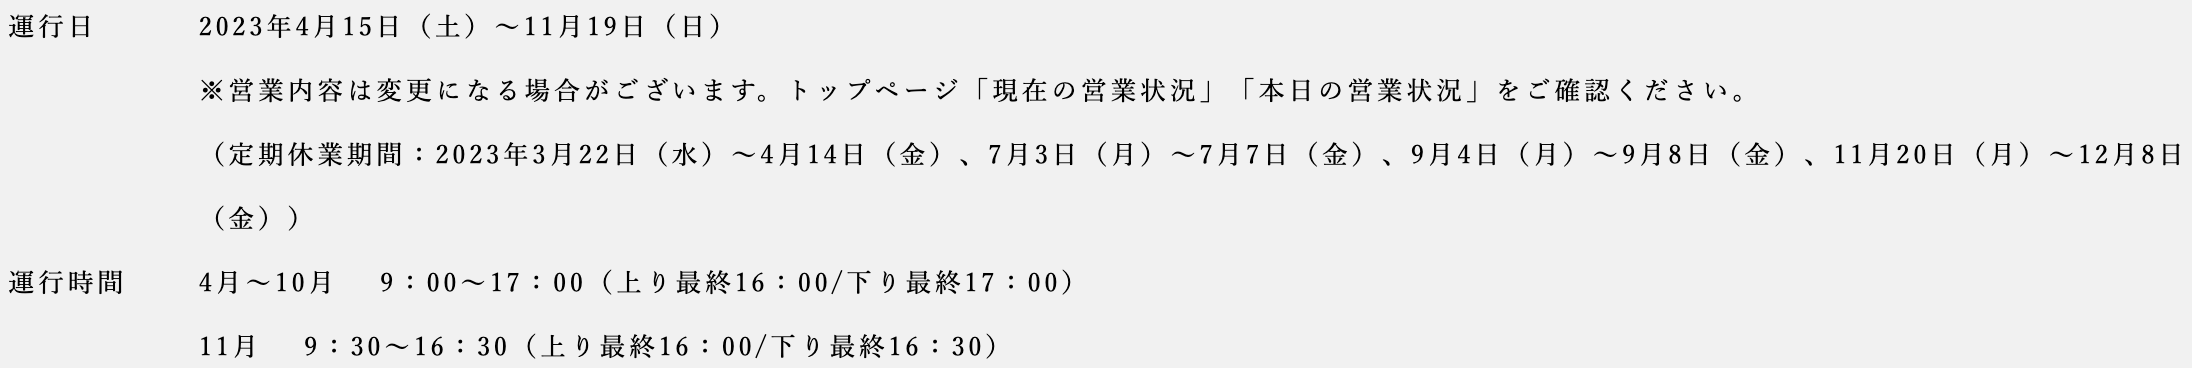 運行日 2023年4月15日（土）～11月19日（日）
※営業内容は変更になる場合がございます。トップページ「現在の営業状況」「本日の営業状況」をご確認ください。
（定期休業期間：2023年3月22日（水）～4月14日（金）、7月3日（月）～7月7日（金）、9月4日（月）～9月8日（金）、11月20日（月）～12月8日
（金））
運行時間 4月～10月 9：00～17：00（上り最終16：00/下り最終17：00）
11月 9：30～16：30（上り最終16：00/下り最終16：30）